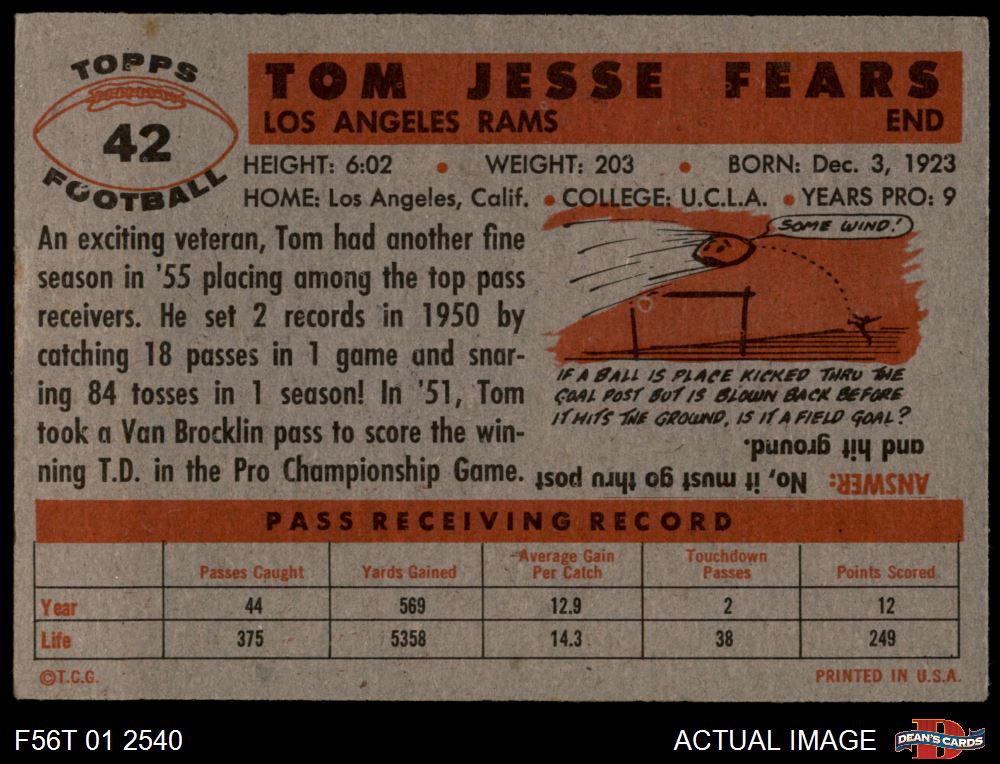 TOPPS
42
FOOTBALL
TOM JESSE FEARS
LOS ANGELES RAMS END
HEIGHT: 6:02 • WEIGHT: 203 • BORN: Dec. 3, 1923
HOME: Los Angeles, Calif. • COLLEGE: U.C.L.A. • YEARS PRO: 9
An exciting veteran, Tom had another fine
season in '55 placing among the top pass
receivers. He set 2 records in 1950 by
catching 18 passes in 1 game and snar-
ing 84 tosses in 1 season! In '51, Tom
took a Van Brocklin pass to score the win-
ning T.D. in the Pro Championship Game.
SOME WIND!
IF A BALL IS PLACE KICKED THRU THE
GOAL POST BUT IS BLOWN BACK BEFORE
IT HITS THE GROUND, IS IT A FIELD GOAL?
ANSWER: No, it must go thru post
and hit ground.
PASS RECEIVING RECORD
Passes Caught Yards Gained Average Gain Per Catch Touchdown Passes Points Scored
Year 44 569 12.9 2 12
Life 375 5358 14.3 38 249
©T.C.G. PRINTED IN U.S.A.
F56T 01 2540 ACTUAL IMAGE DEAN'S CARDS